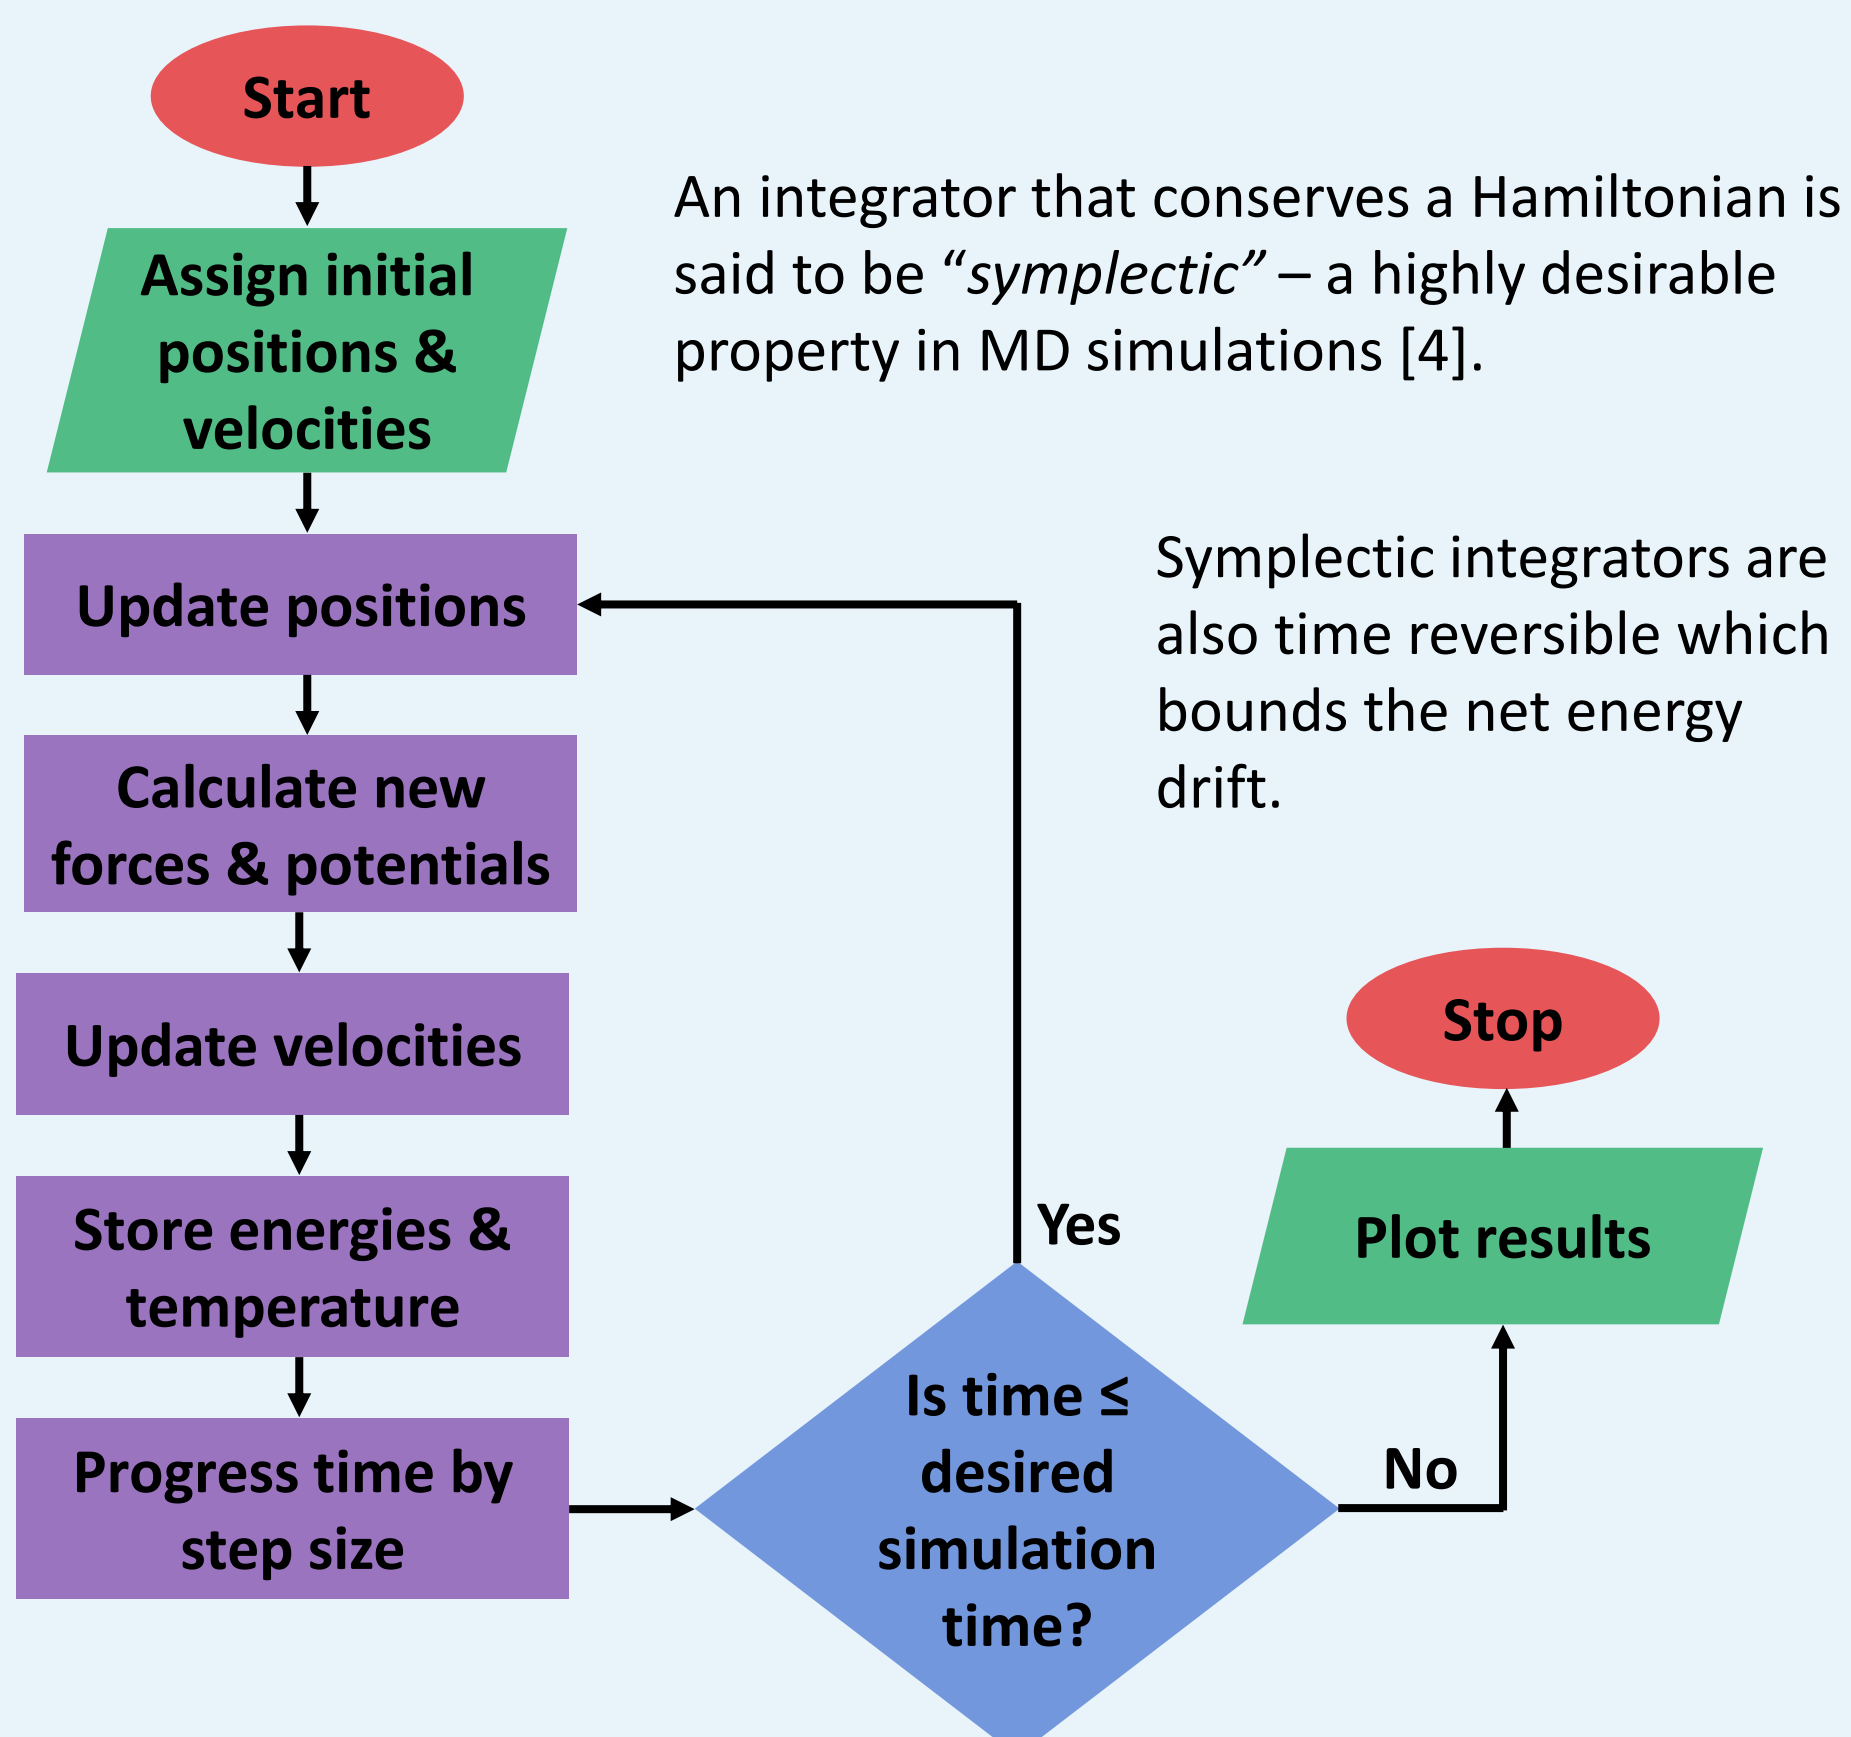 Start
Assign initial
positions &
velocities
An integrator that conserves a Hamiltonian is
said to be “symplectic” – a highly desirable
property in MD simulations [4].
Update positions
Symplectic integrators are
also time reversible which
bounds the net energy
drift.
Calculate new
forces & potentials
Update velocities
Store energies &
temperature
Progress time by
step size
Is time ≤
desired
simulation
time?
Yes
No
Plot results
Stop